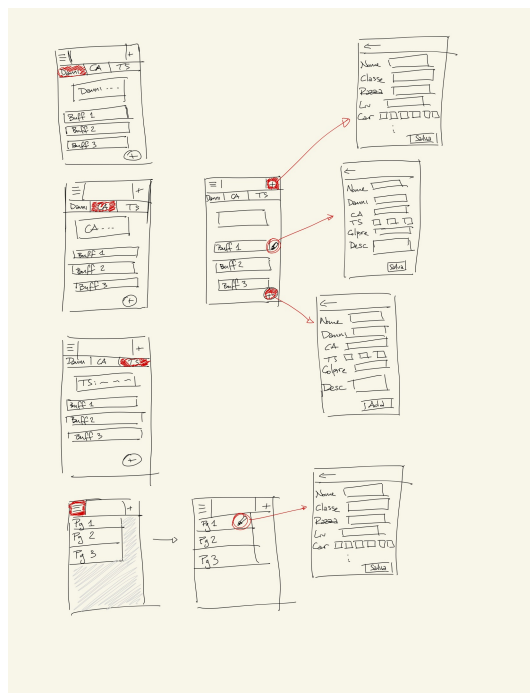 Danni CA TS
Danni ...
Buff 1
Buff 2
Buff 3
Danni CA TS
CA ...
Buff 1
Buff 2
Buff 3
Danni CA TS
TS:
Buff 1
Buff 2
Buff 3
Pg 1
Pg 2
Pg 3
Danni CA TS
Buff 1
Buff 2
Buff 3
Pg 1
Pg 2
Pg 3
Nome
Classe
Razza
Liv
Car
Salva
Nome
Danni
CA
TS
Colpire
Desc
Salva
Nome
Danni
CA
TS
Colpire
Desc
Add
Nome
Classe
Razza
Liv
Car
Salva